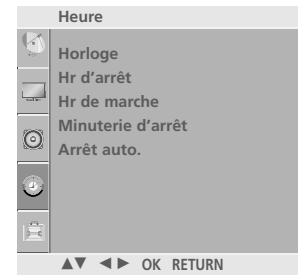 Heure
Horloge
Hr d’arrêt
Hr de marche
Minuterie d’arrêt
Arrêt auto.
▲▼ ◄► OK RETURN